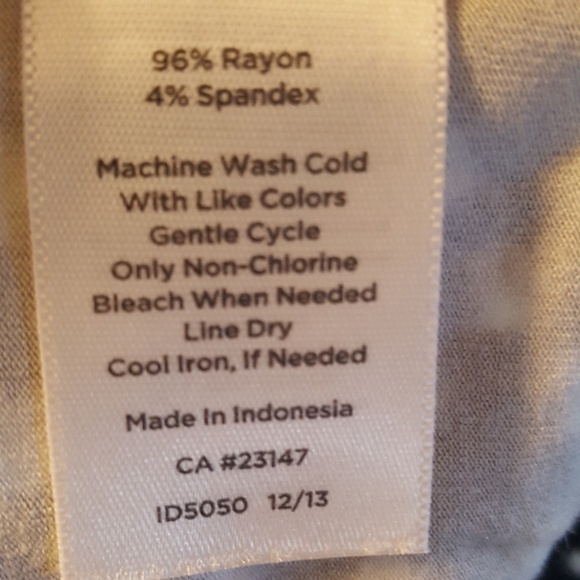 96% Rayon
4% Spandex
Machine Wash Cold
With Like Colors
Gentle Cycle
Only Non-Chlorine
Bleach When Needed
Line Dry
Cool Iron, If Needed
Made In Indonesia
CA #23147
ID5050 12/13